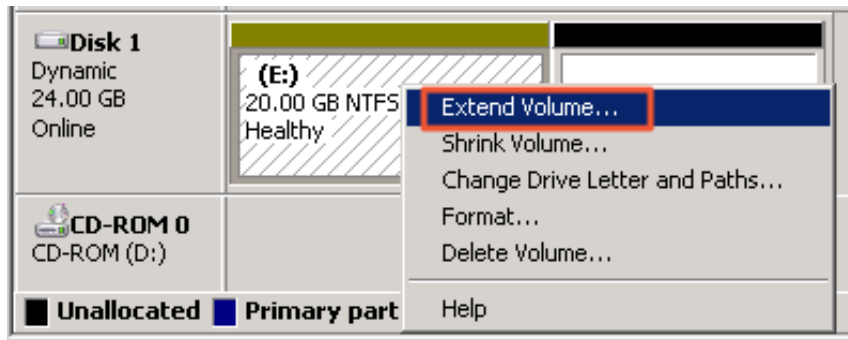 Disk 1
Dynamic
24.00 GB
Online
(E:)
20.00 GB NTFS
Healthy
Extend Volume...
Shrink Volume...
Change Drive Letter and Paths...
Format...
Delete Volume...
Help
CD-ROM 0
CD-ROM (D:)
Unallocated
Primary part